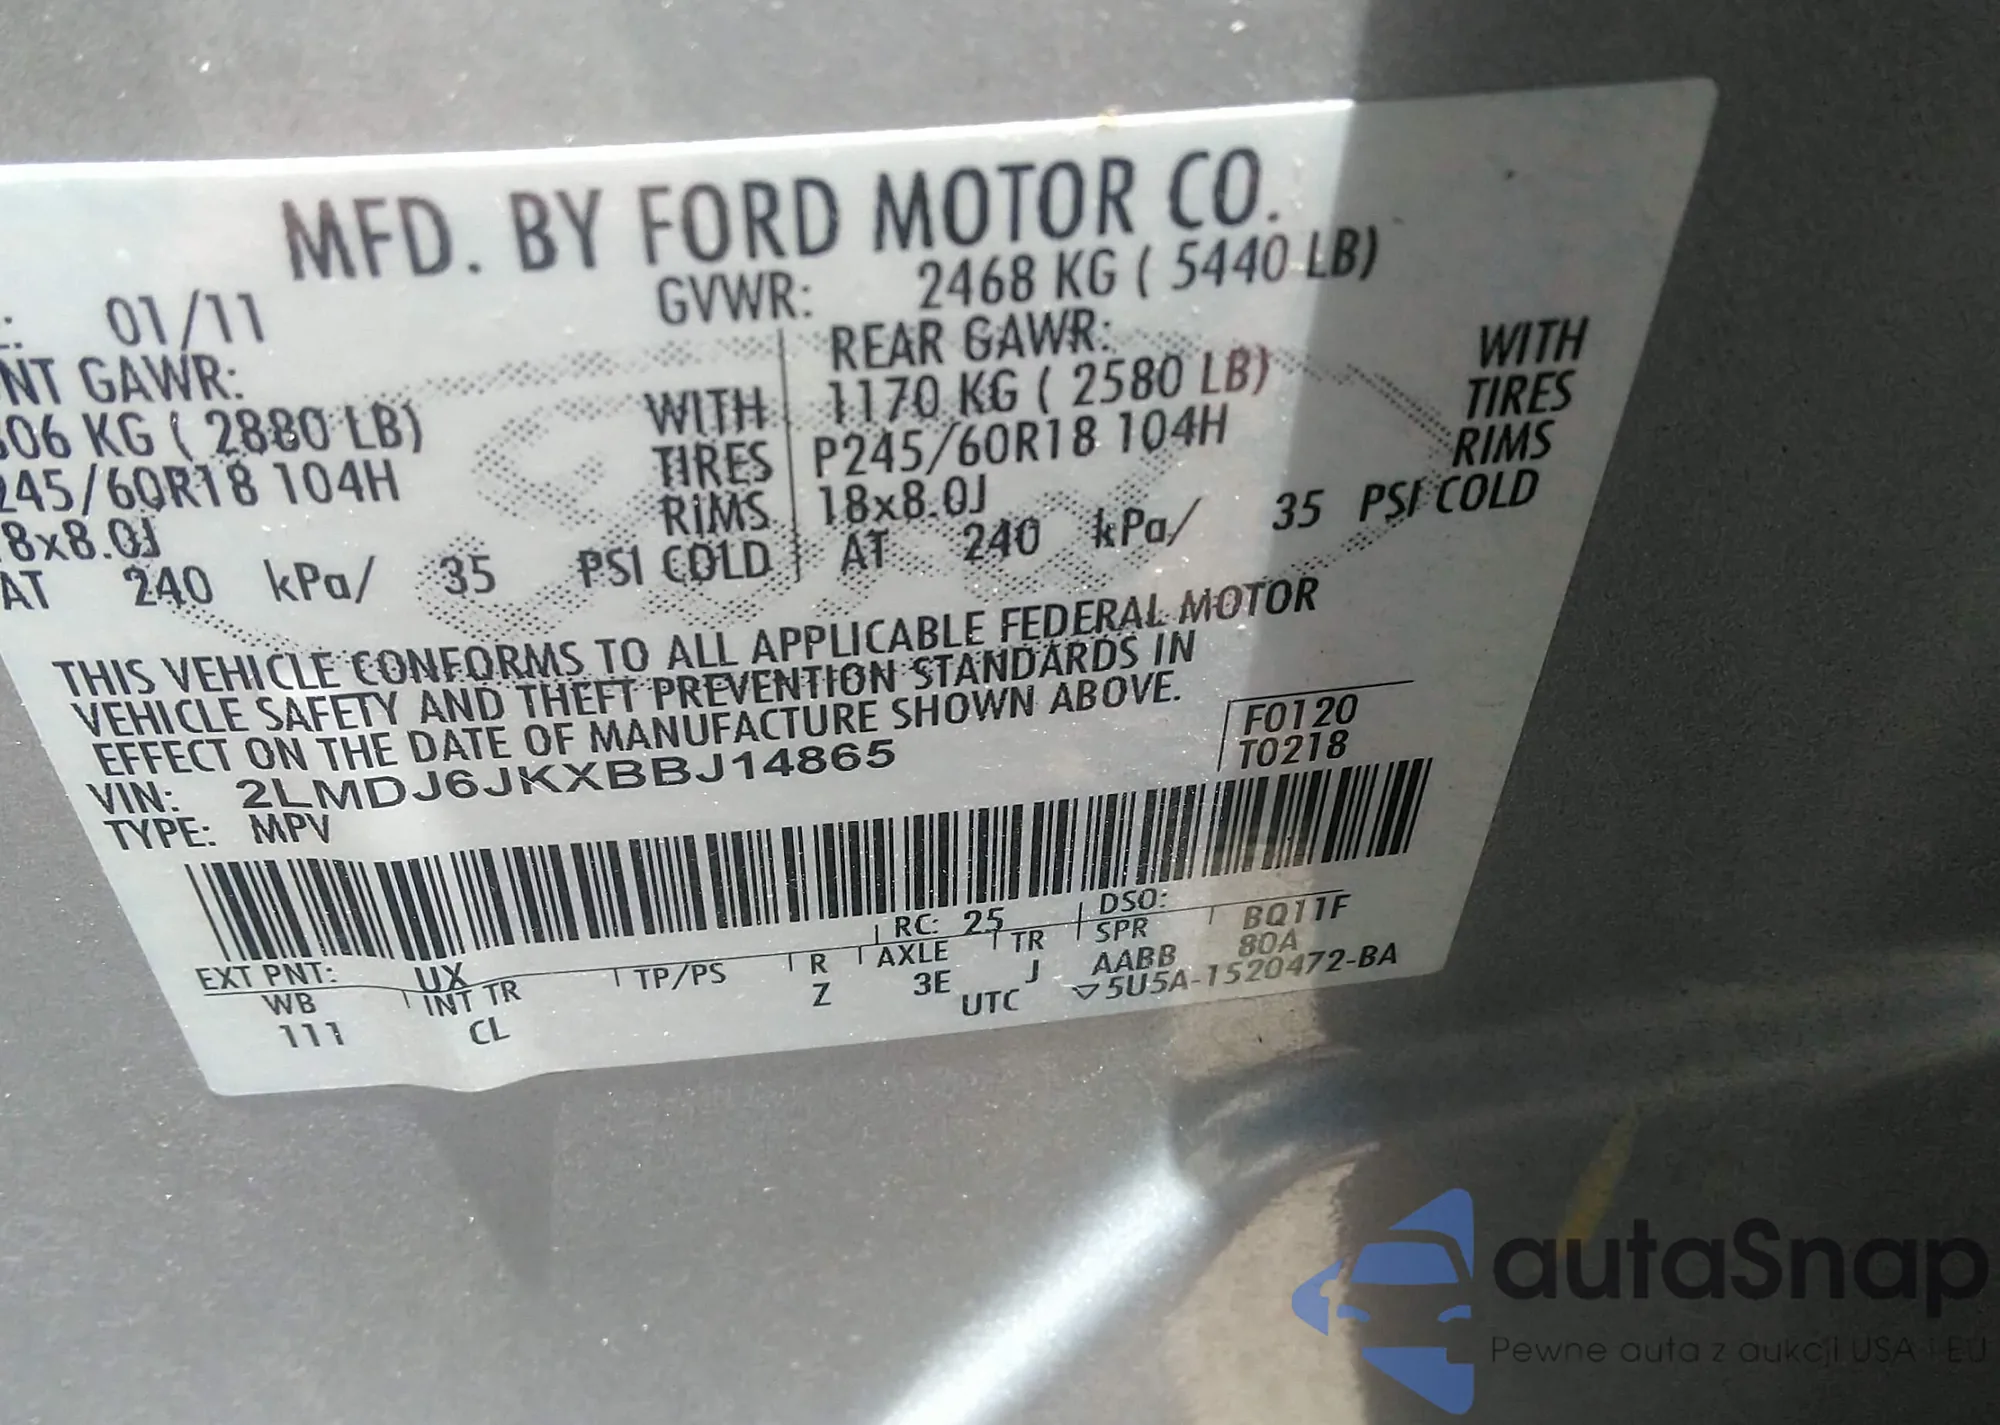 MFD. BY FORD MOTOR CO.
01/11 GVWR: 2468 KG ( 5440 LB)
NT GAWR: REAR GAWR:
06 KG ( 2880 LB) WITH 1170 KG ( 2580 LB) WITH
245/60R18 104H TIRES P245/60R18 104H TIRES
8x8.0J RIMS 18x8.0J RIMS
AT 240 kPa/ 35 PSI COLD AT 240 kPa/ 35 PSI COLD
THIS VEHICLE CONFORMS TO ALL APPLICABLE FEDERAL MOTOR
VEHICLE SAFETY AND THEFT PREVENTION STANDARDS IN
EFFECT ON THE DATE OF MANUFACTURE SHOWN ABOVE.
VIN: 2LMDJ6JKXBBJ14865 F0120
TYPE: MPV T0218
EXT PNT: UX RC: 25 DSO: BQ11F
WB INT TR TP/PS R AXLE TR SPR 80A
111 CL Z 3E J AABB
UTC ▽5U5A-1520472-BA
autaSnap
Pewne auta z aukcji USA i EU